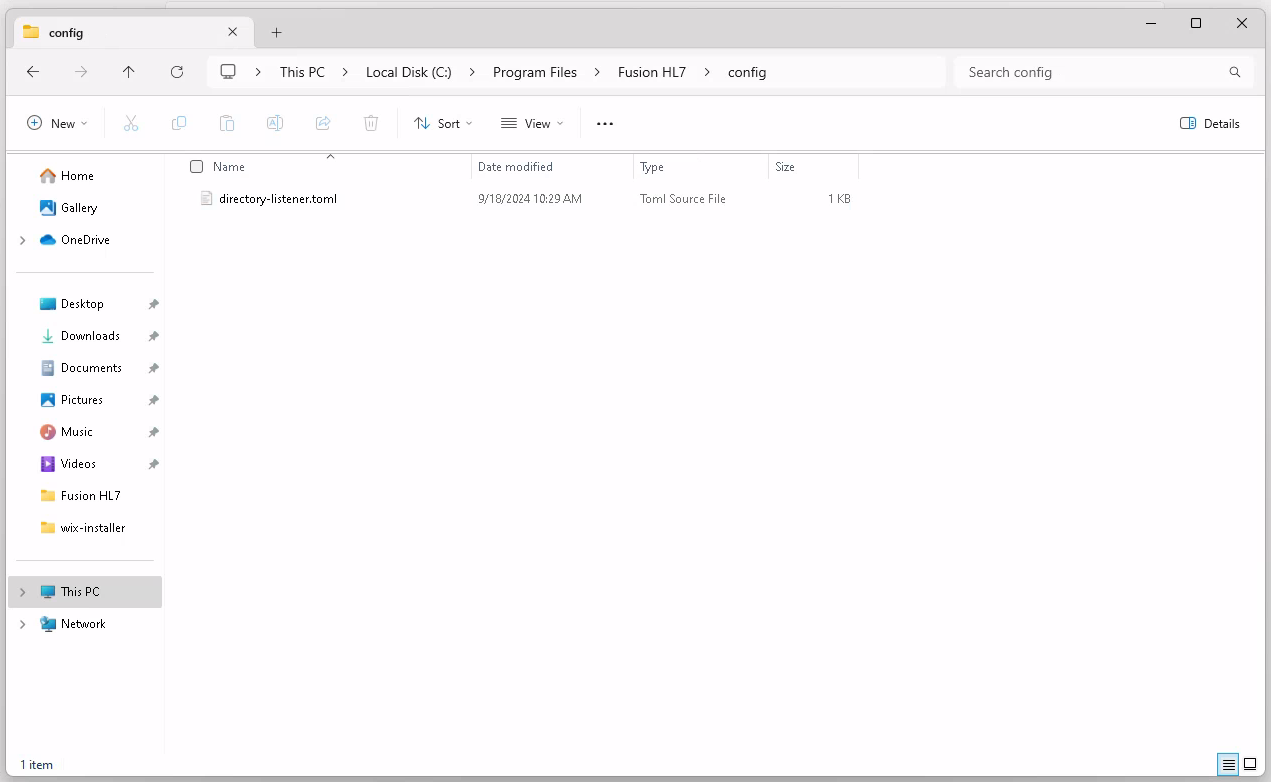 config
This PC Local Disk (C:) Program Files Fusion HL7 config Search config
New Sort View Details
Name Date modified Type Size
directory-listener.toml 9/18/2024 10:29 AM Toml Source File 1 KB
Home
Gallery
OneDrive
Desktop
Downloads
Documents
Pictures
Music
Videos
Fusion HL7
wix-installer
This PC
Network
1 item